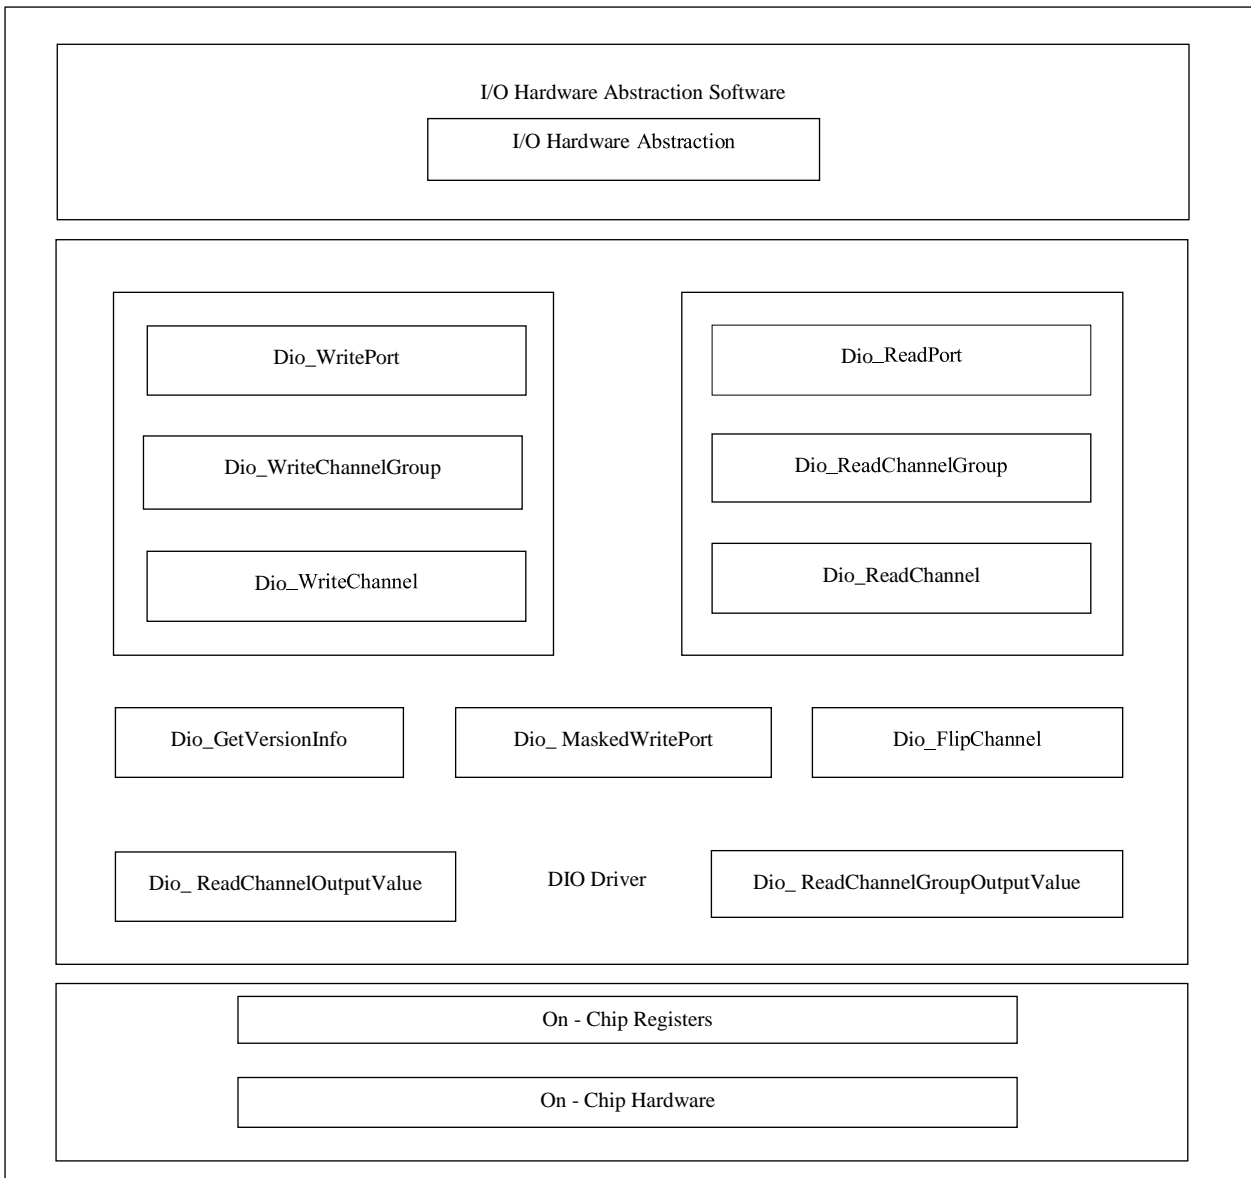 I/O Hardware Abstraction Software
I/O Hardware Abstraction
Dio_WritePort
Dio_ReadPort
Dio_WriteChannelGroup
Dio_ReadChannelGroup
Dio_WriteChannel
Dio_ReadChannel
Dio_GetVersionInfo
Dio_ MaskedWritePort
Dio_FlipChannel
Dio_ ReadChannelOutputValue
DIO Driver
Dio_ ReadChannelGroupOutputValue
On - Chip Registers
On - Chip Hardware